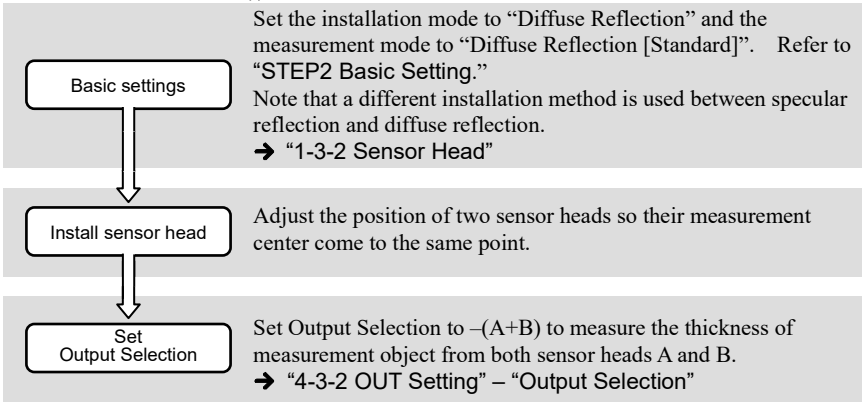 Basic settings
Set the installation mode to “Diffuse Reflection” and the
measurement mode to “Diffuse Reflection [Standard]”. Refer to
“STEP2 Basic Setting.”
Note that a different installation method is used between specular
reflection and diffuse reflection.
➔ “1-3-2 Sensor Head”
Install sensor head
Adjust the position of two sensor heads so their measurement
center come to the same point.
Set
Output Selection
Set Output Selection to –(A+B) to measure the thickness of
measurement object from both sensor heads A and B.
➔ “4-3-2 OUT Setting” – “Output Selection”